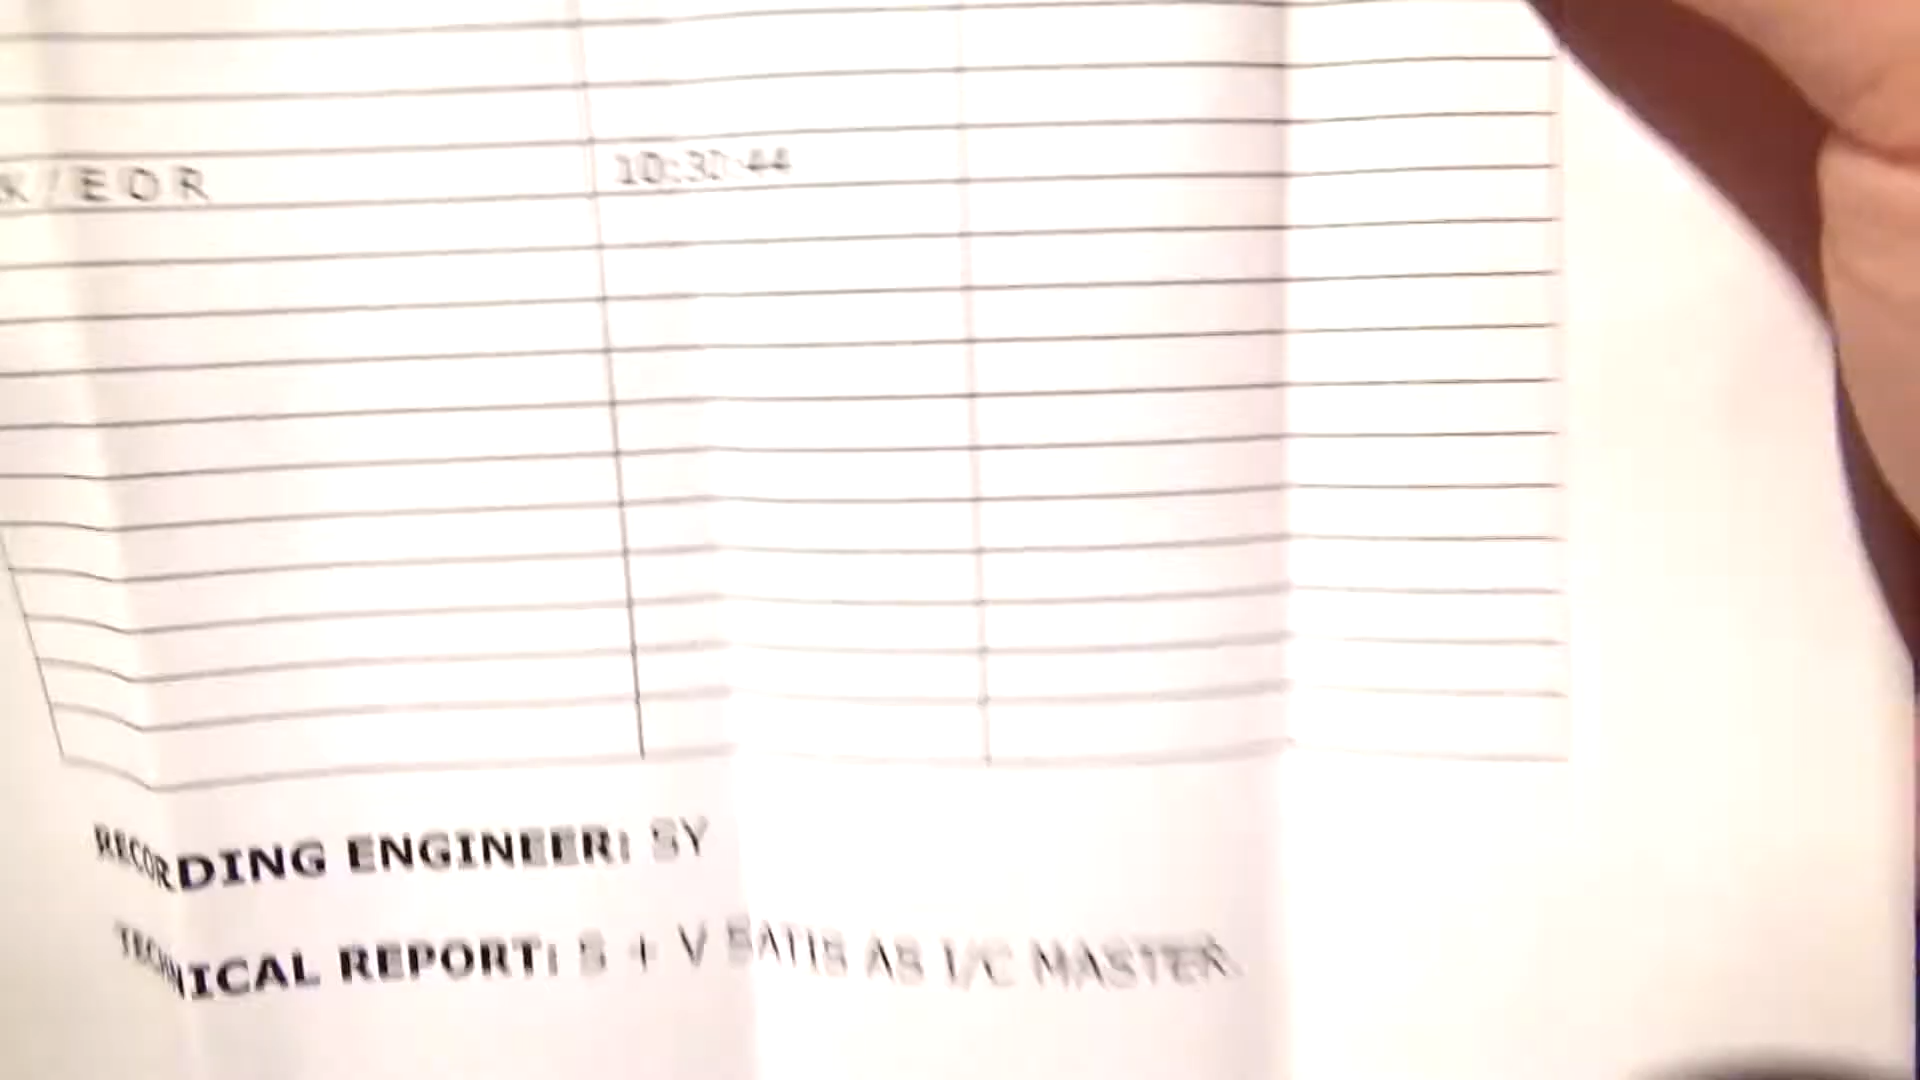 /EOR 10:30:44
RECORDING ENGINEER: SY
TECHNICAL REPORT: S + V SATIS AS I/C MASTER.